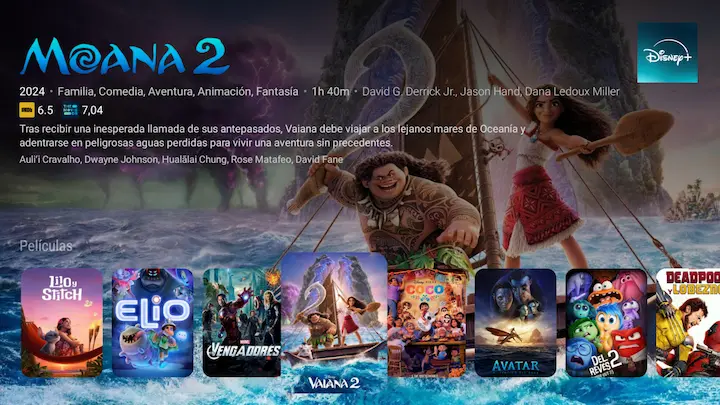 MOANA 2
DISNEY+
2024 • Familia, Comedia, Aventura, Animación, Fantasía • 1h 40m • David G. Derrick Jr., Jason Hand, Dana Ledoux Miller
6.5 7,04
Tras recibir una inesperada llamada de sus antepasados, Vaiana debe viajar a los lejanos mares de Oceanía y
adentrarse en peligrosas aguas perdidas para vivir una aventura sin precedentes.
Auli'i Cravalho, Dwayne Johnson, Hualālai Chung, Rose Matafeo, David Fane
Películas
LILO y
STITCH
ELIO
MARVEL
LOS
VENGADORES
VAIANA 2
COCO
AVATAR
DEL
REVÉS 2
DEADPOOL
Y LOBEZNO